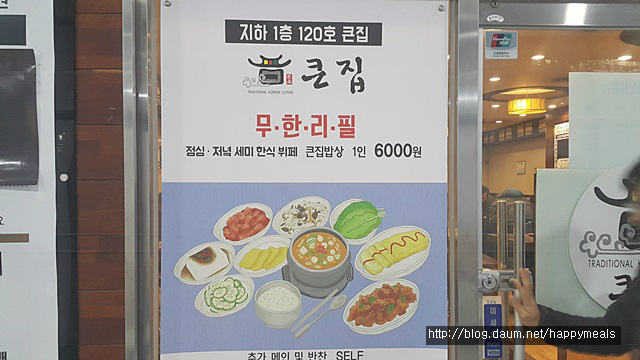 지하 1층 120호 큰집
큰집
TRADITIONAL KOREAN CUISINE
무·한·리·필
점심·저녁 세미 한식 뷔페 큰집밥상 1인 6000원
추가 메인 및 반찬 SELF
TRADITIONAL K
큰
VISA
http://blog.daum.net/happymeals